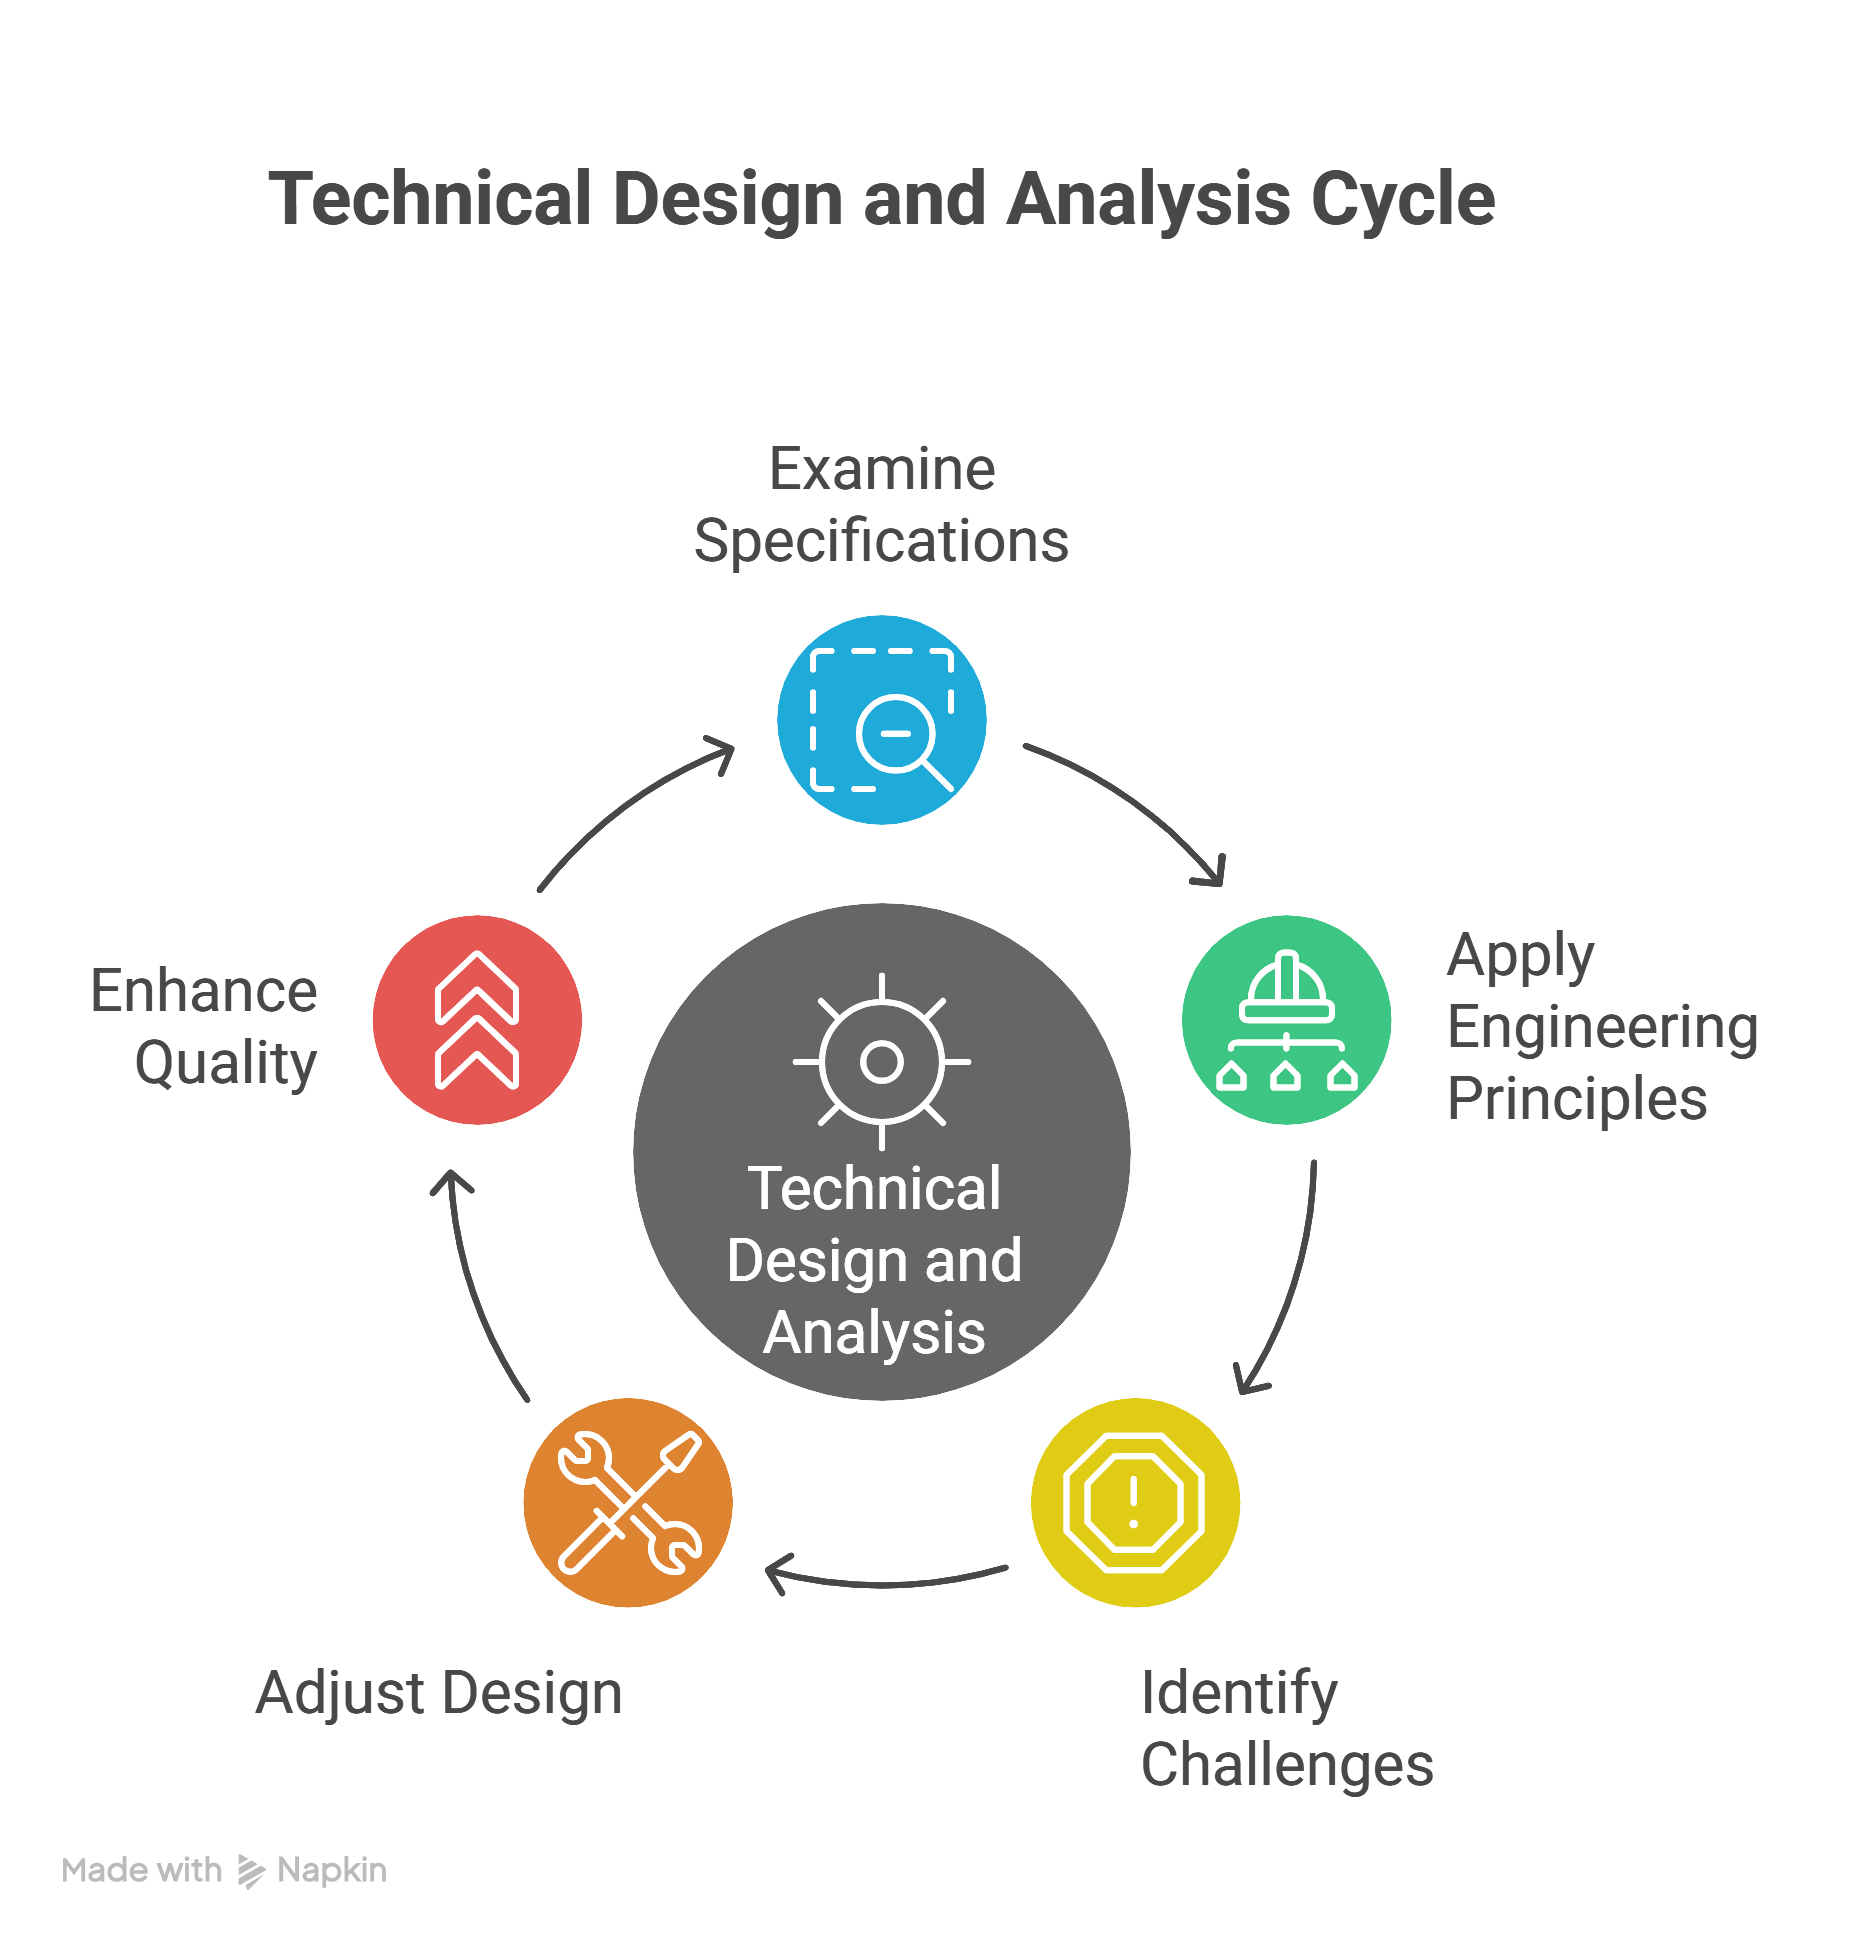 Technical Design and Analysis Cycle
Examine
Specifications
Apply
Engineering
Principles
Enhance
Quality
Technical
Design and
Analysis
Adjust Design
Identify
Challenges
Made with Napkin